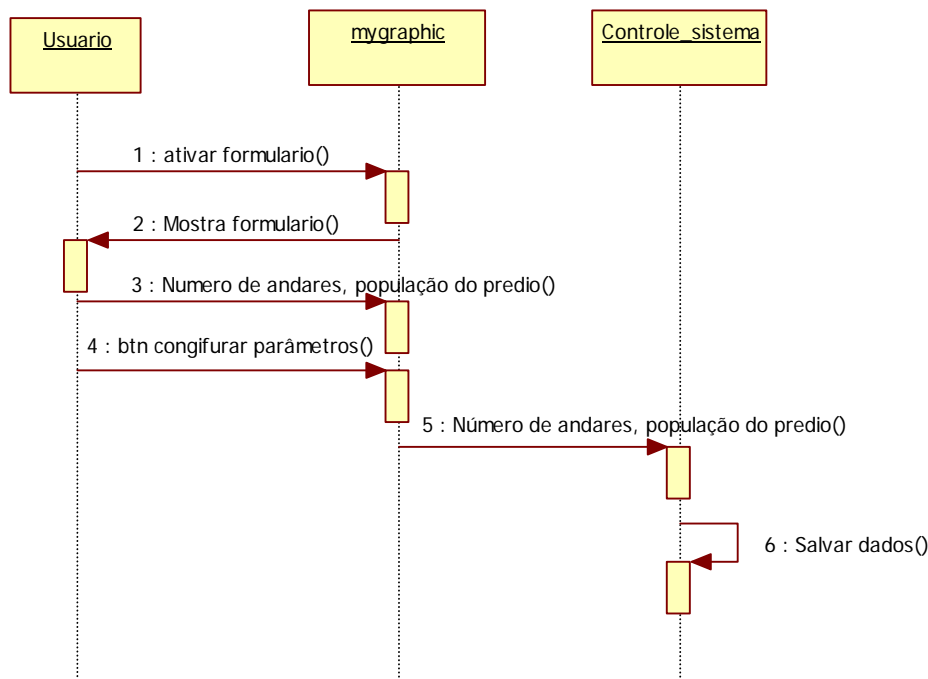 Usuario
mygraphic
Controle_sistema
1 : ativar formulario()
2 : Mostra formulario()
3 : Numero de andares, população do predio()
4 : btn congifurar parâmetros()
5 : Número de andares, população do predio()
6 : Salvar dados()